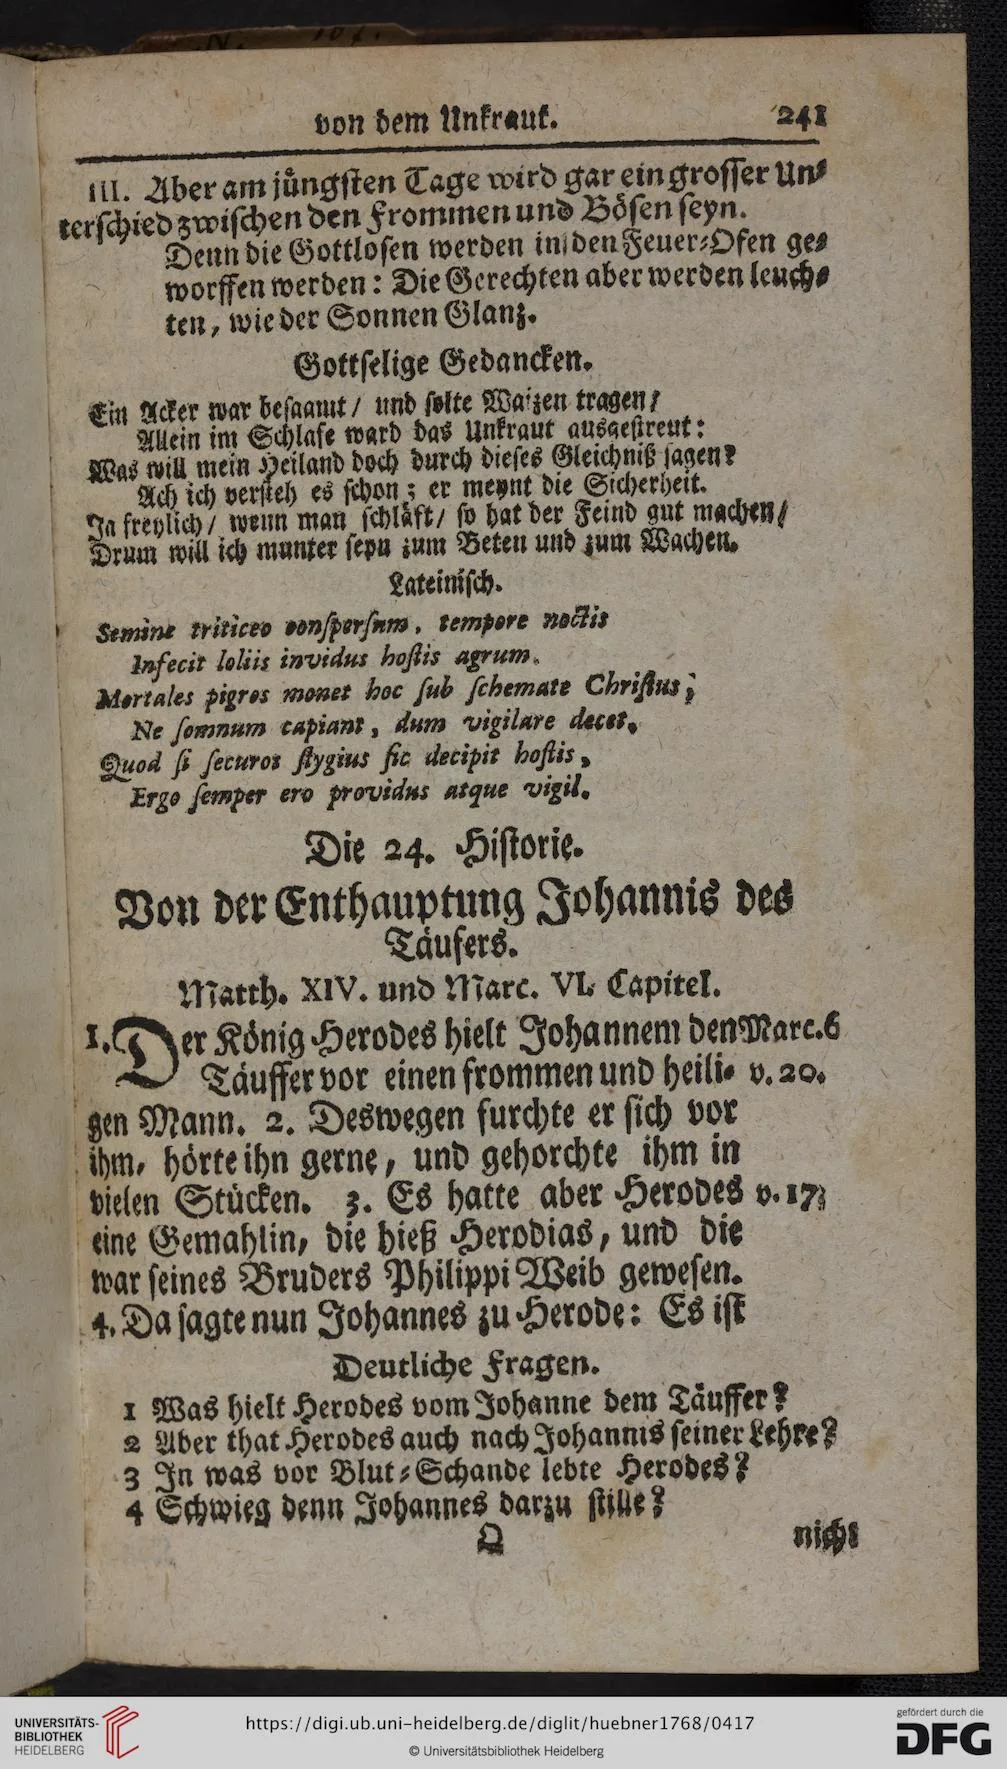 von dem Unkraut. 241
III. Aber am jüngsten Tage wird gar ein grosser Un-
terschied zwischen den Frommen und Bösen seyn.
Denn die Gottlosen werden in den Feuer-Ofen ge-
worffen werden: Die Gerechten aber werden leuch-
ten, wie der Sonnen Glanz.
Gottselige Gedancken.
Ein Acker war besaamt/ und solte Waizen tragen/
Allein im Schlafe ward das Unkraut ausgestreut:
Was will mein Heiland doch durch dieses Gleichniß sagen?
Ach ich versteh es schon; er meynt die Sicherheit.
Ja freylich/ wenn man schläft/ so hat der Feind gut machen/
Drum will ich munter seyn zum Beten und zum Wachen.
Lateinisch.
Semine triticeo conspersum, tempore noctis
Infecit loliis invidus hostis agrum.
Mortales pigros monet hoc sub schemate Christus;
Ne somnum capiant, dum vigilare decet.
Quod si securos stygius sic decipit hostis,
Ergo semper ero providus atque vigil.
Die 24. Historie.
Von der Enthauptung Johannis des
Täufers.
Matth. XIV. und Marc. VI. Capitel.
1. Der König Herodes hielt Johannem den Marc. 6
Täuffer vor einen frommen und heili- v. 20.
gen Mann. 2. Deswegen furchte er sich vor
ihm, hörte ihn gerne, und gehorchte ihm in
vielen Stücken. 3. Es hatte aber Herodes v. 17.
eine Gemahlin, die hieß Herodias, und die
war seines Bruders Philippi Weib gewesen.
4. Da sagte nun Johannes zu Herode: Es ist
Deutliche Fragen.
1 Was hielt Herodes vom Johanne dem Täuffer?
2 Aber that Herodes auch nach Johannis seiner Lehre?
3 In was vor Blut-Schande lebte Herodes?
4 Schwieg denn Johannes darzu stille?
Q nicht
UNIVERSITÄTS-
BIBLIOTHEK
HEIDELBERG
https://digi.ub.uni-heidelberg.de/diglit/huebner1768/0417
© Universitätsbibliothek Heidelberg
gefördert durch die
DFG